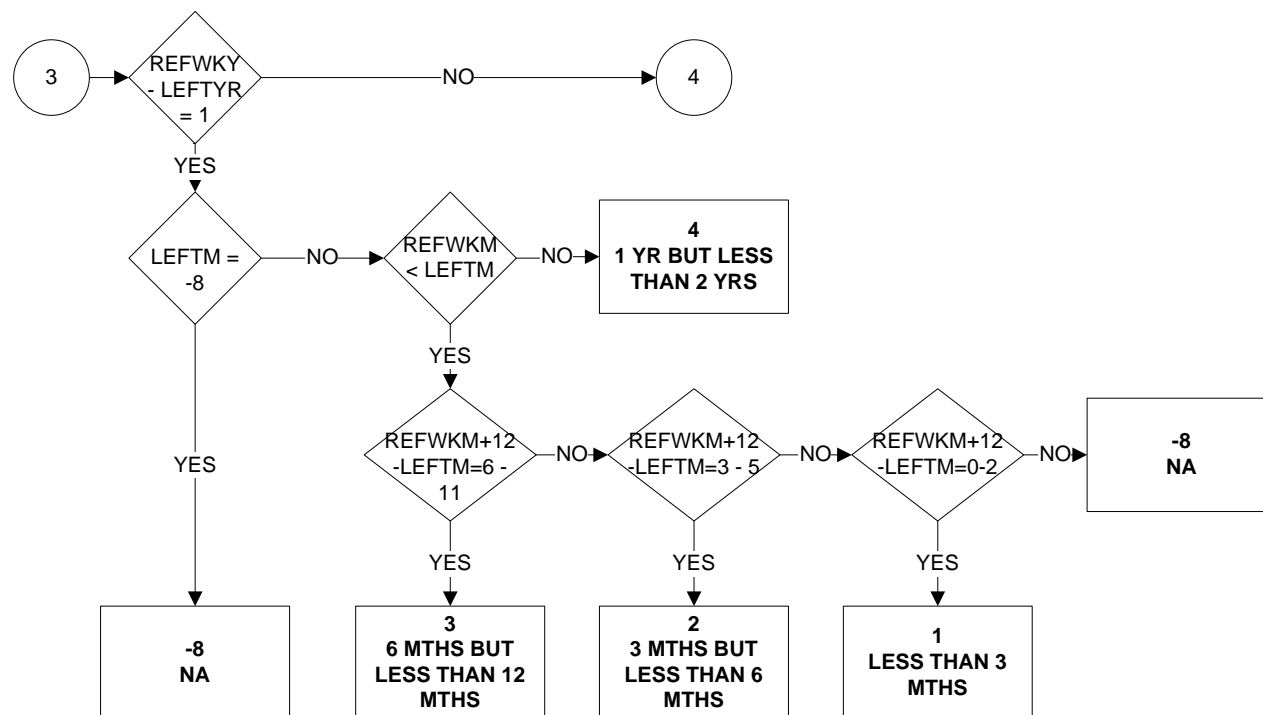 3
REFWKY
- LEFTYR
= 1
NO
4
YES
LEFTM =
-8
NO
REFWKM
< LEFTM
NO
4
1 YR BUT LESS
THAN 2 YRS
YES
YES
REFWKM+12
-LEFTM=6 -
11
NO
REFWKM+12
-LEFTM=3 - 5
NO
REFWKM+12
-LEFTM=0-2
NO
-8
NA
YES
YES
YES
-8
NA
3
6 MTHS BUT
LESS THAN 12
MTHS
2
3 MTHS BUT
LESS THAN 6
MTHS
1
LESS THAN 3
MTHS